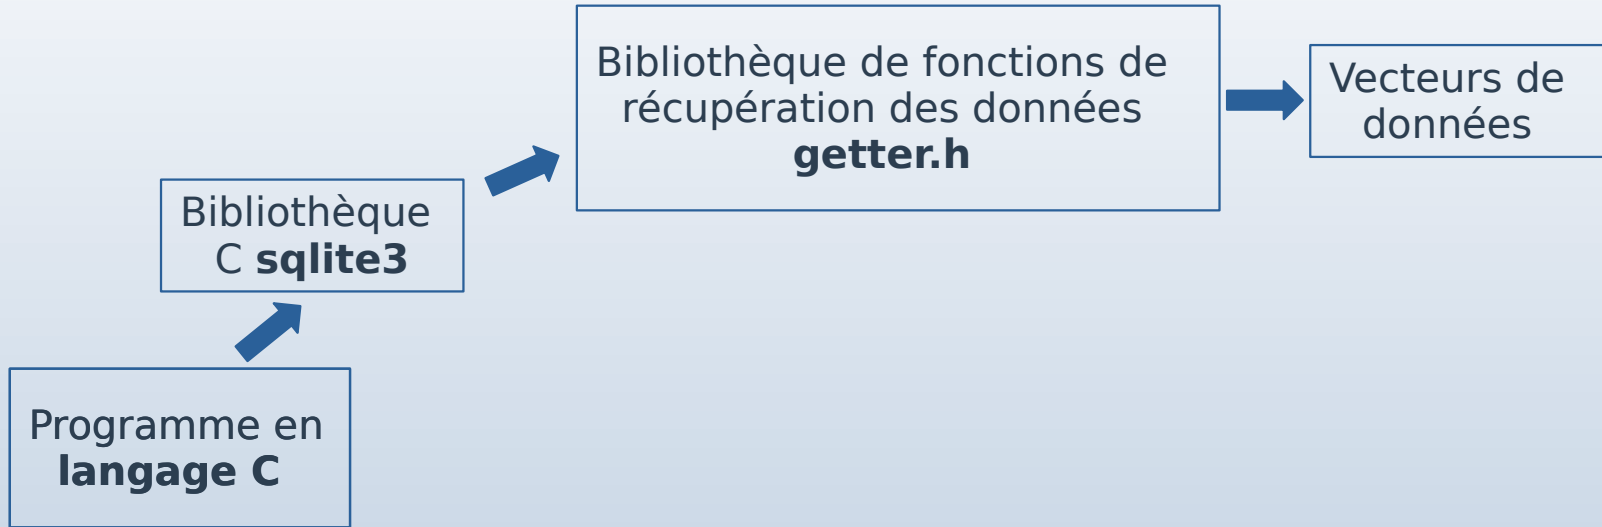 Bibliothèque de fonctions de
récupération des données
getter.h
Vecteurs de
données
Bibliothèque
C sqlite3
Programme en
langage C